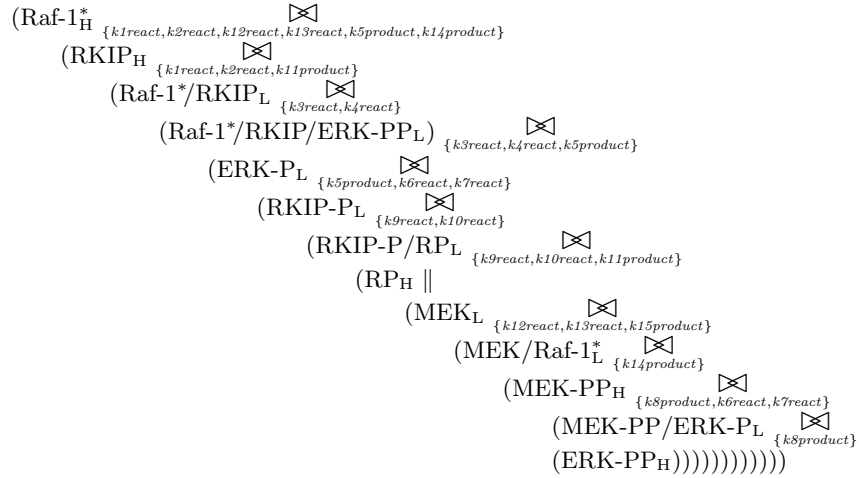 (Raf-1*H ⋈ {k1react,k2react,k12react,k13react,k5product,k14product}
(RKIPH ⋈ {k1react,k2react,k11product}
(Raf-1*/RKIPL ⋈ {k3react,k4react}
(Raf-1*/RKIP/ERK-PPL) ⋈ {k3react,k4react,k5product}
(ERK-PL ⋈ {k5product,k6react,k7react}
(RKIP-PL ⋈ {k9react,k10react}
(RKIP-P/RPL ⋈ {k9react,k10react,k11product}
(RPH ∥
(MEKL ⋈ {k12react,k13react,k15product}
(MEK/Raf-1*L ⋈ {k14product}
(MEK-PPH ⋈ {k8product,k6react,k7react}
(MEK-PP/ERK-PL ⋈ {k8product}
(ERK-PPH))))))))))))